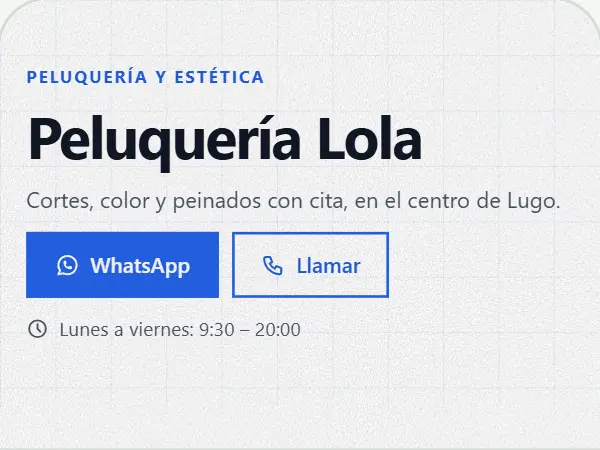 PELUQUERÍA Y ESTÉTICA
Peluquería Lola
Cortes, color y peinados con cita, en el centro de Lugo.
WhatsApp
Llamar
Lunes a viernes: 9:30 – 20:00